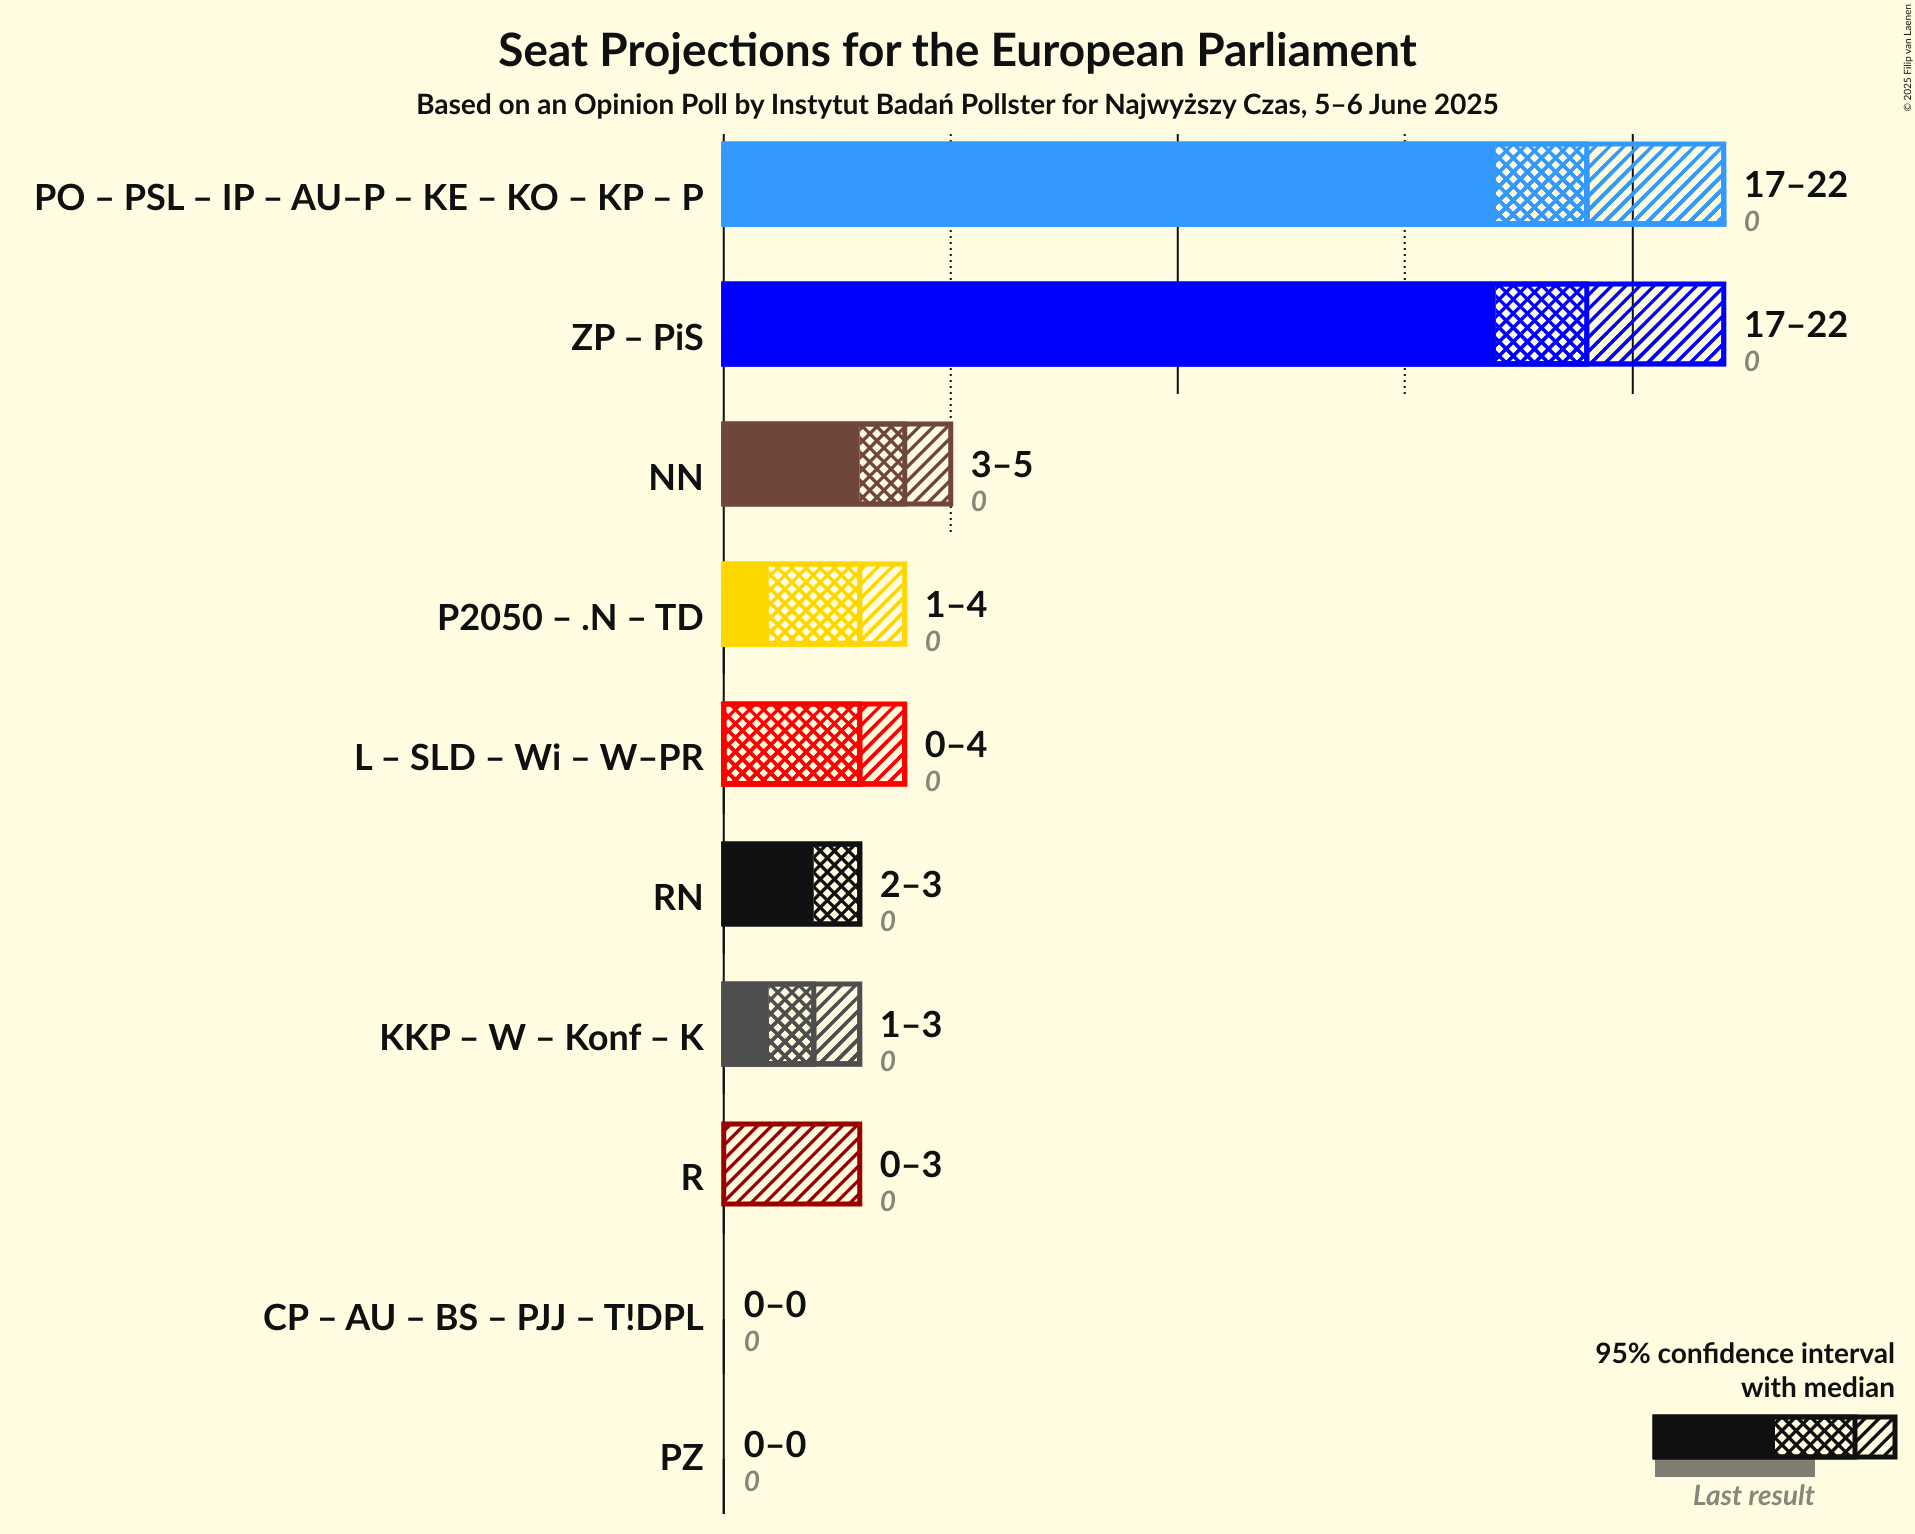 Seat Projections for the European Parliament
Based on an Opinion Poll by Instytut Badań Pollster for Najwyższy Czas, 5–6 June 2025
© 2025 Filip van Laenen
PO – PSL – IP – AU–P – KE – KO – KP – P
17–22
0
ZP – PiS
17–22
0
NN
3–5
0
P2050 – .N – TD
1–4
0
L – SLD – Wi – W–PR
0–4
0
RN
2–3
0
KKP – W – Konf – K
1–3
0
R
0–3
0
CP – AU – BS – PJJ – T!DPL
0–0
0
PZ
0–0
0
95% confidence interval
with median
Last result